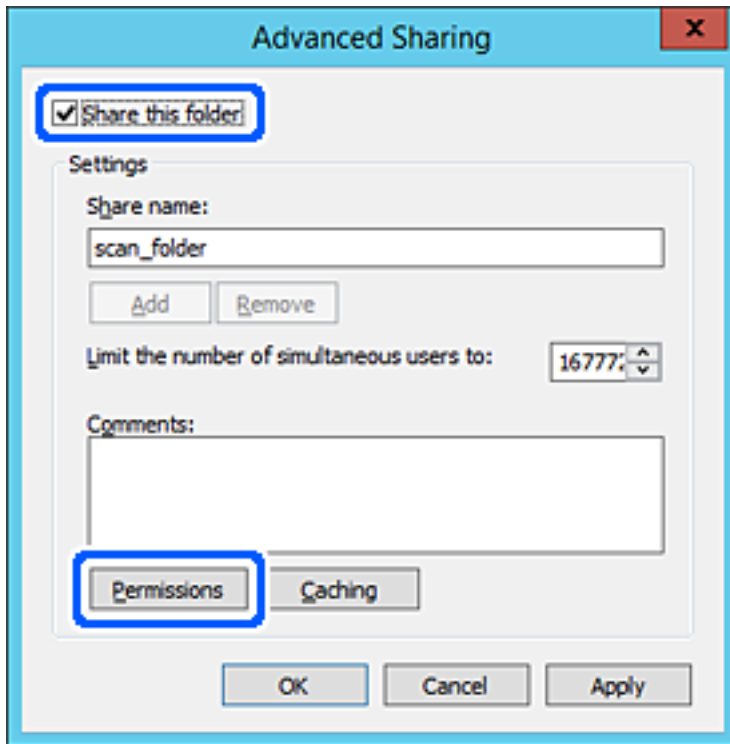 Advanced Sharing
x
Share this folder
Settings
Share name:
scan_folder
Add Remove
Limit the number of simultaneous users to: 16777
Comments:
Permissions Caching
OK Cancel Apply